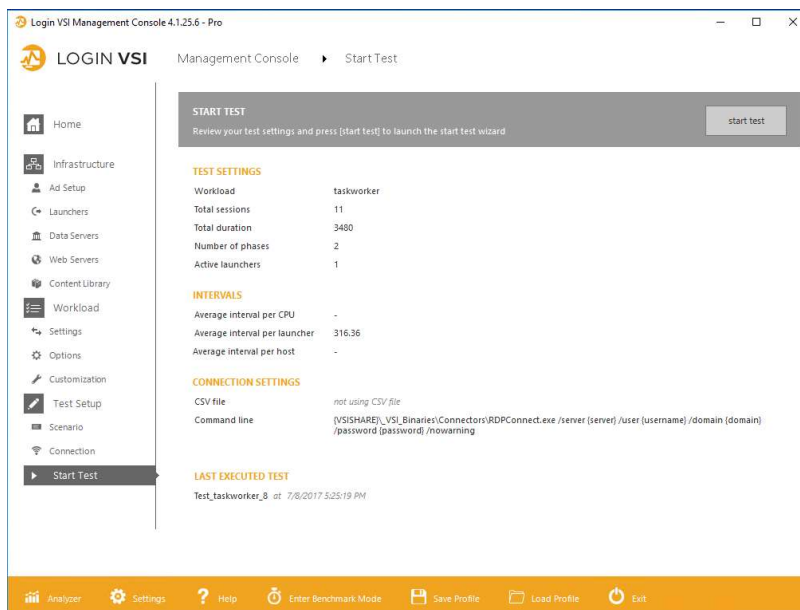 Login VSI Management Console 4.1.25.6 - Pro
LOGIN VSI
Management Console
Start Test
Home
Infrastructure
Ad Setup
Launchers
Data Servers
Web Servers
Content Library
Workload
Settings
Options
Customization
Test Setup
Scenario
Connection
Start Test
START TEST
Review your test settings and press [start test] to launch the start test wizard
start test
TEST SETTINGS
Workload taskworker
Total sessions 11
Total duration 3480
Number of phases 2
Active launchers 1
INTERVALS
Average interval per CPU -
Average interval per launcher 316.36
Average interval per host -
CONNECTION SETTINGS
CSV file not using CSV file
Command line {VSISHARE}\_VSI_Binaries\Connectors\RDPConnect.exe /server {server} /user {username} /domain {domain}
/password {password} /nowarning
LAST EXECUTED TEST
Test_taskworker_8 at 7/8/2017 5:25:19 PM
Analyzer
Settings
Help
Enter Benchmark Mode
Save Profile
Load Profile
Exit